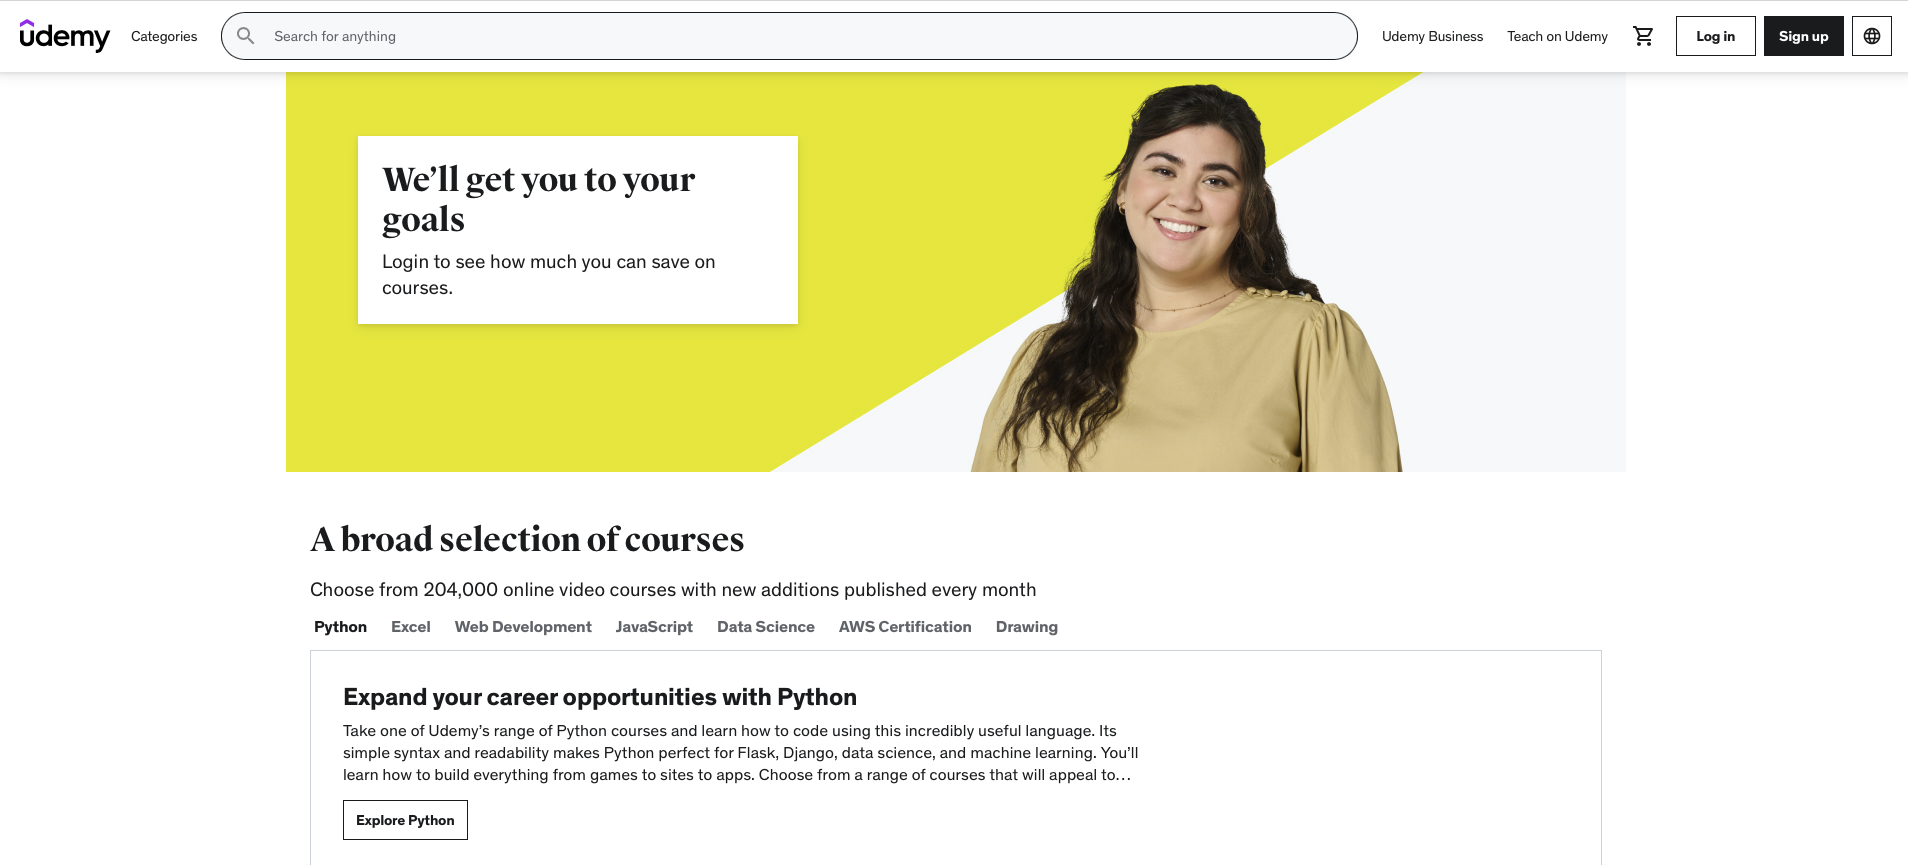 udemy
Categories
Search for anything
Udemy Business
Teach on Udemy
Log in
Sign up
We’ll get you to your
goals
Login to see how much you can save on
courses.
A broad selection of courses
Choose from 204,000 online video courses with new additions published every month
Python Excel Web Development JavaScript Data Science AWS Certification Drawing
Expand your career opportunities with Python
Take one of Udemy’s range of Python courses and learn how to code using this incredibly useful language. Its
simple syntax and readability makes Python perfect for Flask, Django, data science, and machine learning. You’ll
learn how to build everything from games to sites to apps. Choose from a range of courses that will appeal to…
Explore Python